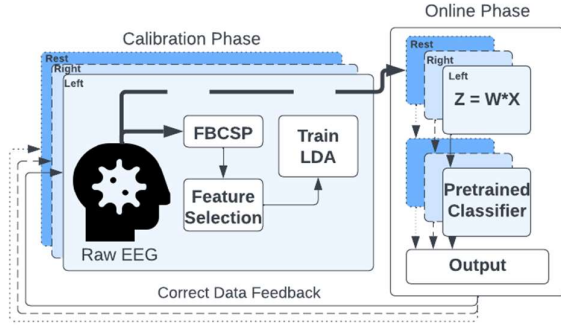 Online Phase
Calibration Phase
Rest
Right
Left
Raw EEG
FBCSP
Feature
Selection
Train
LDA
Rest
Right
Left
Z = W*X
Pretrained
Classifier
Output
Correct Data Feedback